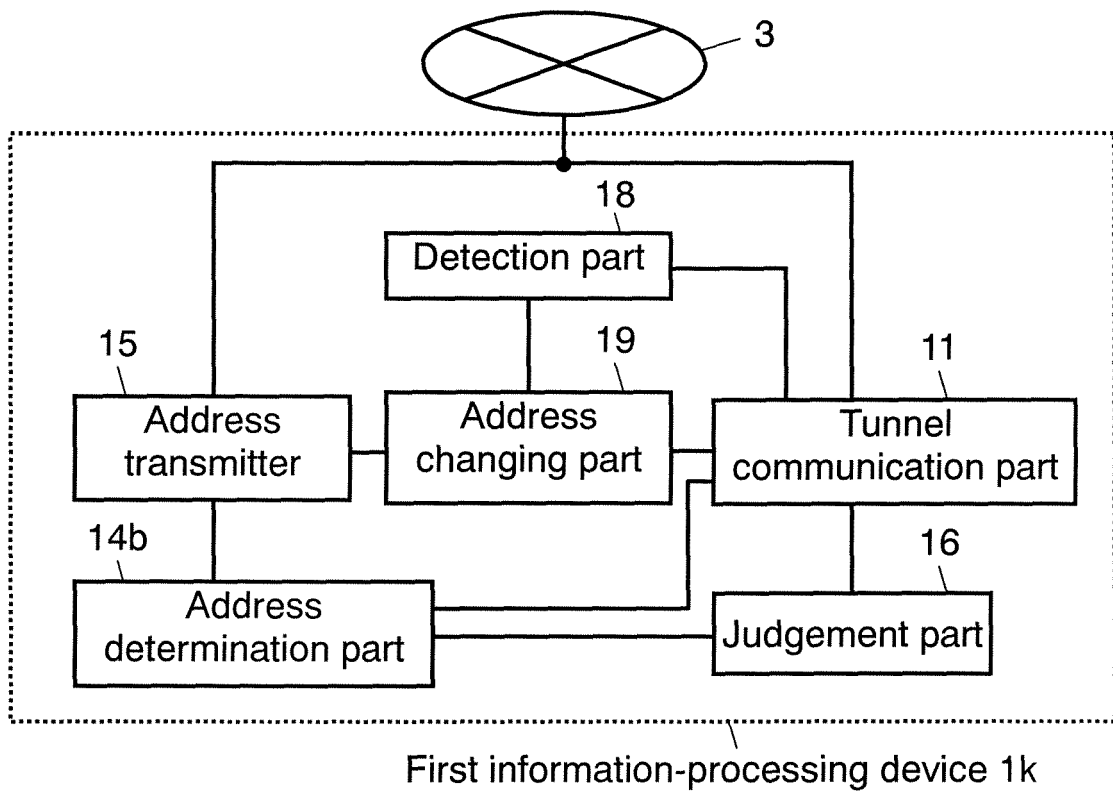 3
18
Detection part
15
19
11
Address
transmitter
Address
changing part
Tunnel
communication part
14b
16
Address
determination part
Judgement part
First information-processing device 1k